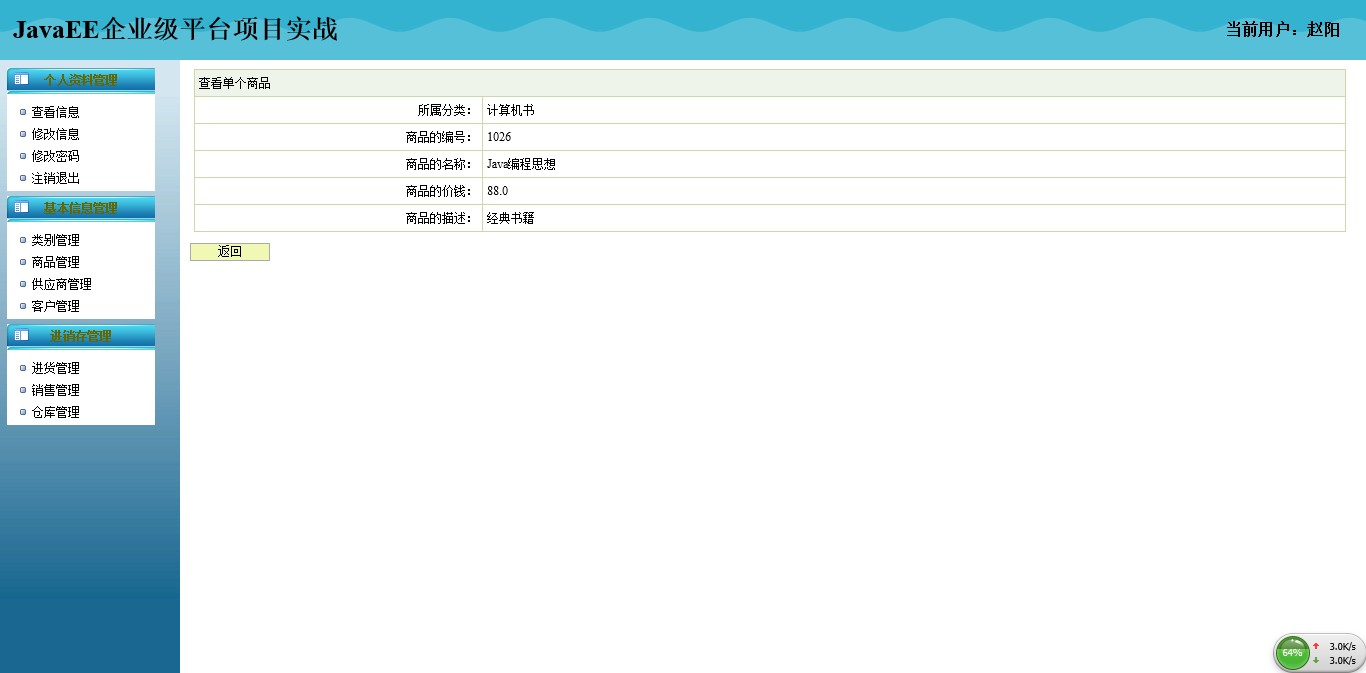 JavaEE企业级平台项目实战
当前用户：赵阳
个人资料管理
查看信息
修改信息
修改密码
注销退出
基本信息管理
类别管理
商品管理
供应商管理
客户管理
进销存管理
进货管理
销售管理
仓库管理
查看单个商品
所属分类： 计算机书
商品的编号： 1026
商品的名称： Java编程思想
商品的价钱： 88.0
商品的描述： 经典书籍
返回
64%
3.0K/s
3.0K/s